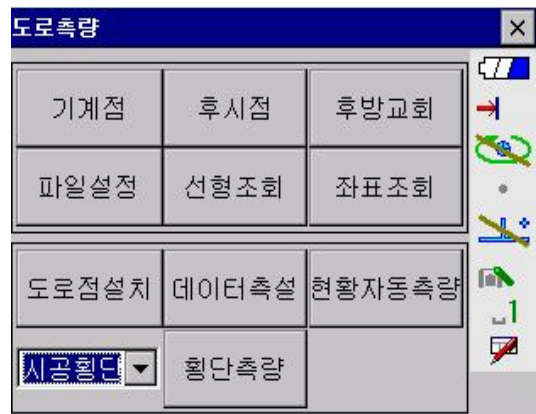 도로측량
기계점 후시점 후방교회
파일설정 선형조회 좌표조회
도로점설치 데이터측설 현황자동측량
시공횡단 횡단측량
1